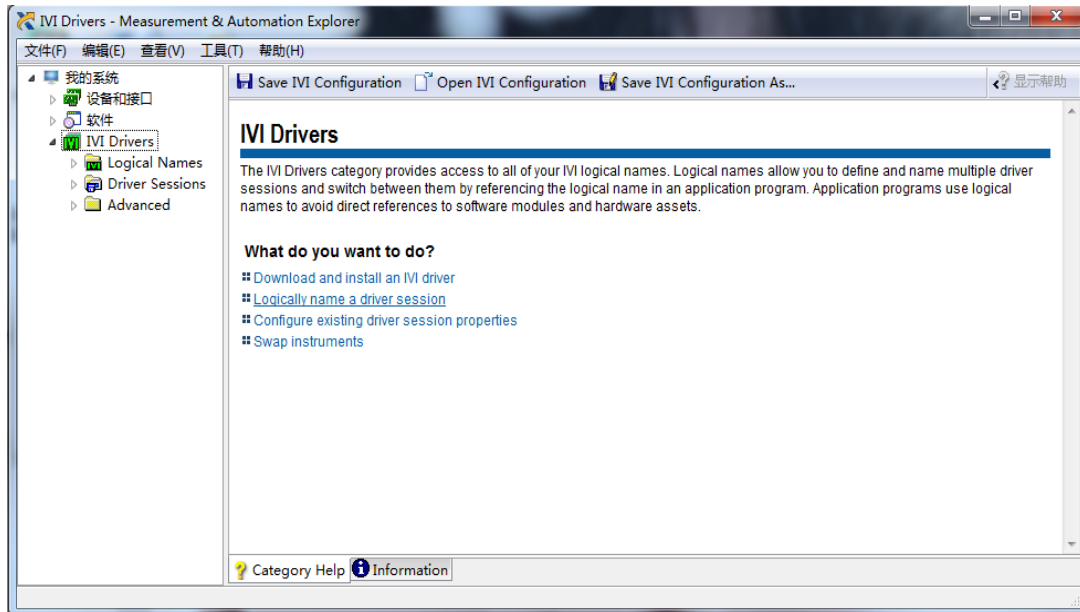 IVI Drivers - Measurement & Automation Explorer
文件(F) 编辑(E) 查看(V) 工具(T) 帮助(H)
我的系统
设备和接口
软件
IVI Drivers
Logical Names
Driver Sessions
Advanced
Save IVI Configuration Open IVI Configuration Save IVI Configuration As... 显示帮助
IVI Drivers
The IVI Drivers category provides access to all of your IVI logical names. Logical names allow you to define and name multiple driver
sessions and switch between them by referencing the logical name in an application program. Application programs use logical
names to avoid direct references to software modules and hardware assets.
What do you want to do?
Download and install an IVI driver
Logically name a driver session
Configure existing driver session properties
Swap instruments
Category Help Information